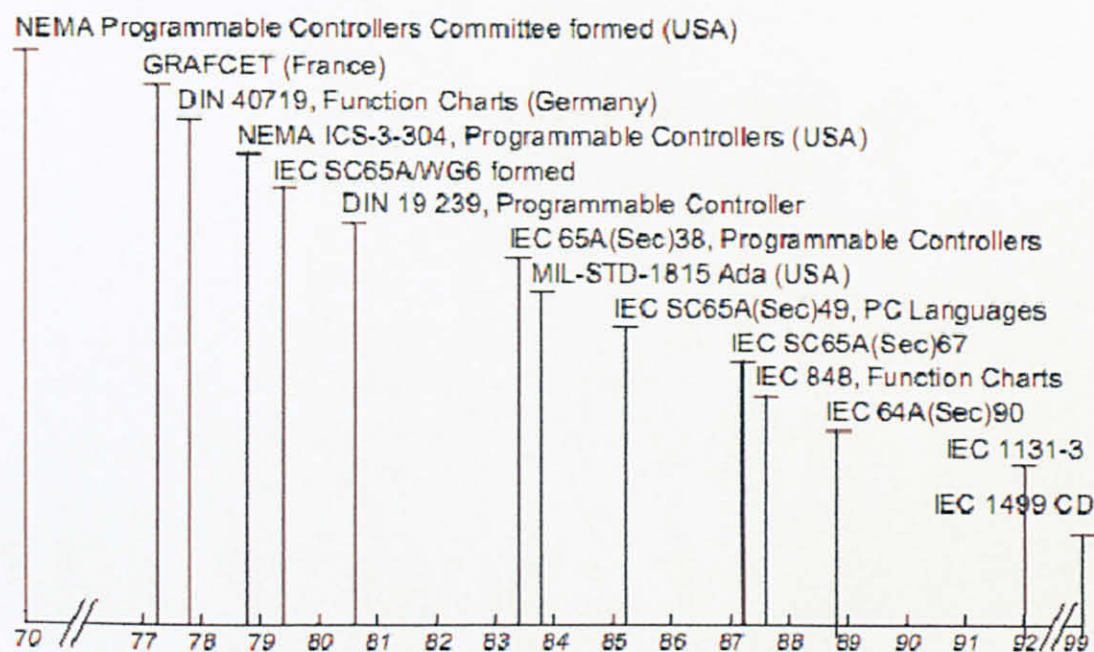 NEMA Programmable Controllers Committee formed (USA)
GRAFCET (France)
DIN 40719, Function Charts (Germany)
NEMA ICS-3-304, Programmable Controllers (USA)
IEC SC65A/WG6 formed
DIN 19 239, Programmable Controller
IEC 65A(Sec)38, Programmable Controllers
MIL-STD-1815 Ada (USA)
IEC SC65A(Sec)49, PC Languages
IEC SC65A(Sec)67
IEC 848, Function Charts
IEC 64A(Sec)90
IEC 1131-3
IEC 1499 CD
70 77 78 79 80 81 82 83 84 85 86 87 88 89 90 91 92 99